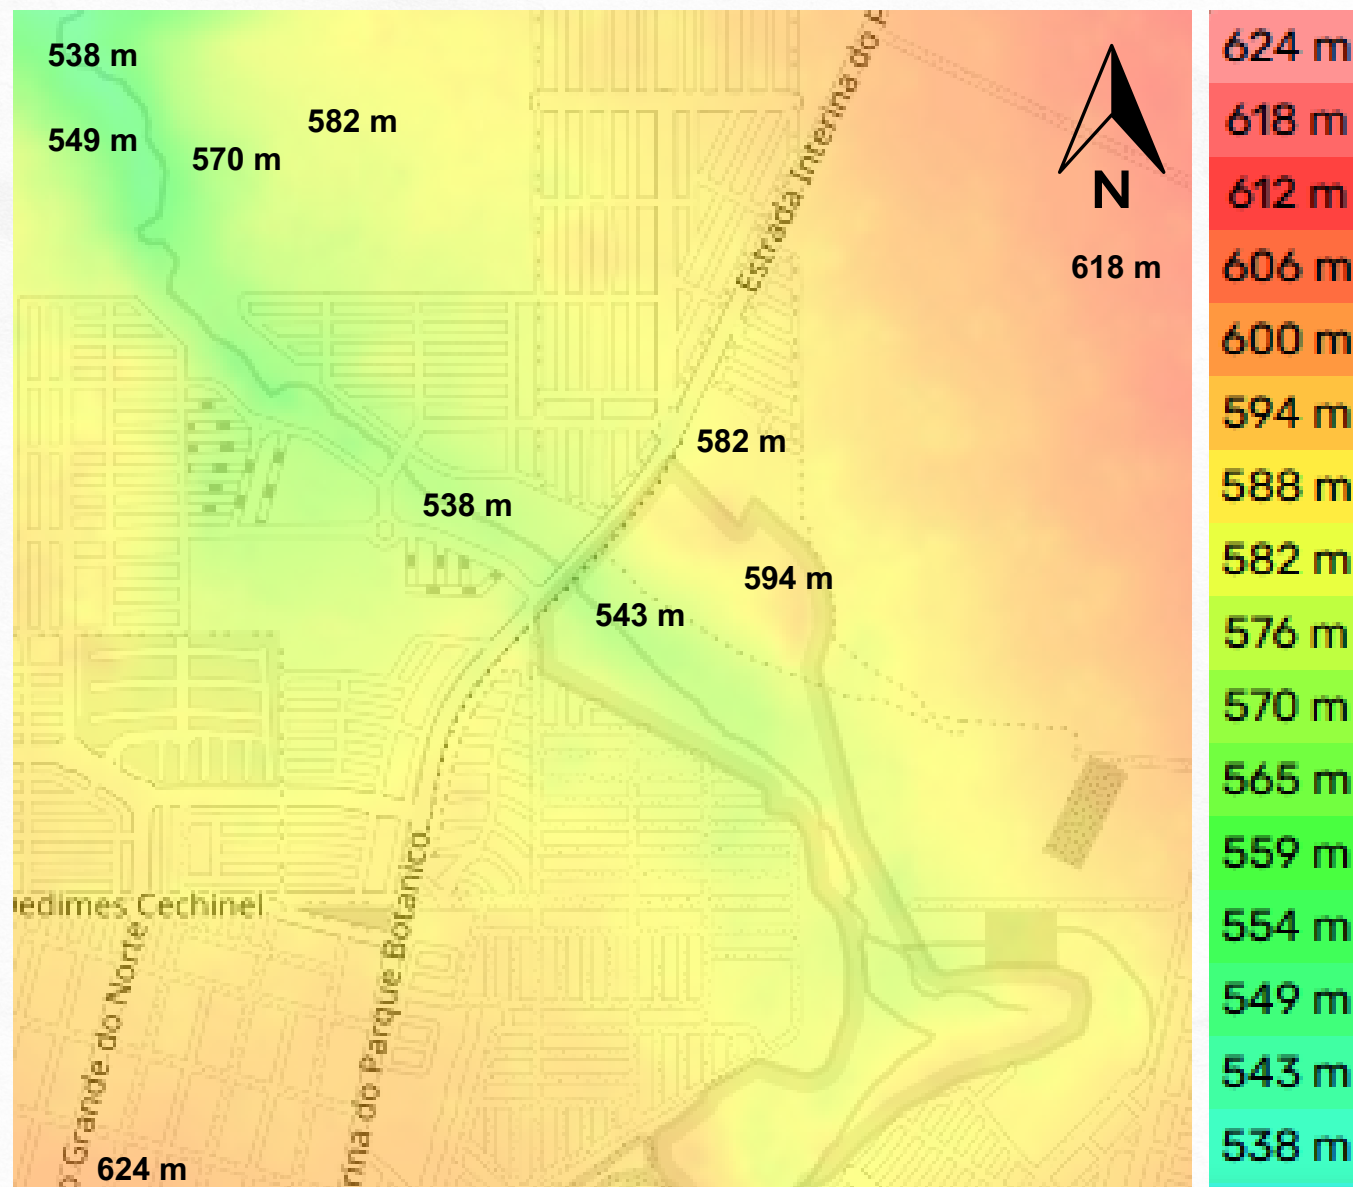 538 m
582 m
549 m
570 m
Estrada Interina do
N
618 m
582 m
538 m
594 m
543 m
edimes Cechinel
o Grande do Norte
rina do Parque Botanico
624 m
624 m
618 m
612 m
606 m
600 m
594 m
588 m
582 m
576 m
570 m
565 m
559 m
554 m
549 m
543 m
538 m